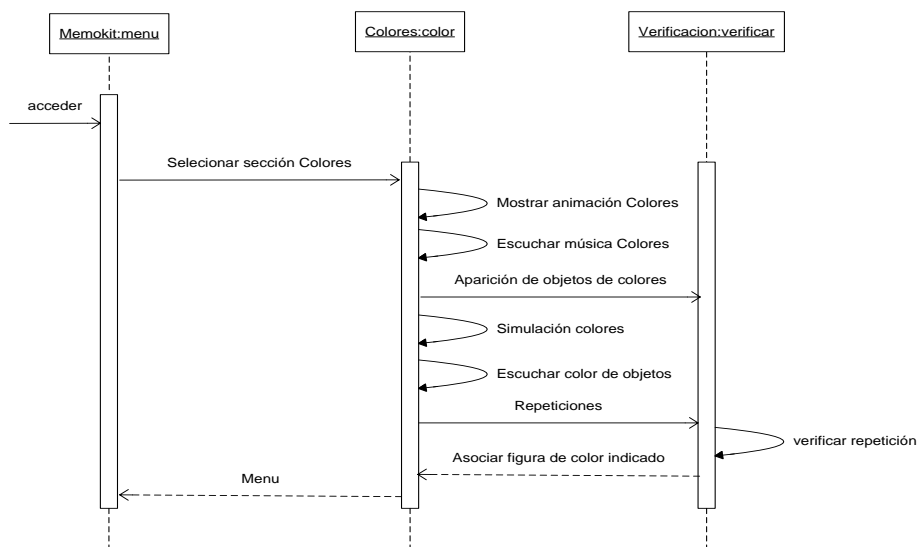 Memokit:menu
Colores:color
Verificacion:verificar
acceder
Selecionar sección Colores
Mostrar animación Colores
Escuchar música Colores
Aparición de objetos de colores
Simulación colores
Escuchar color de objetos
Repeticiones
verificar repetición
Asociar figura de color indicado
Menu